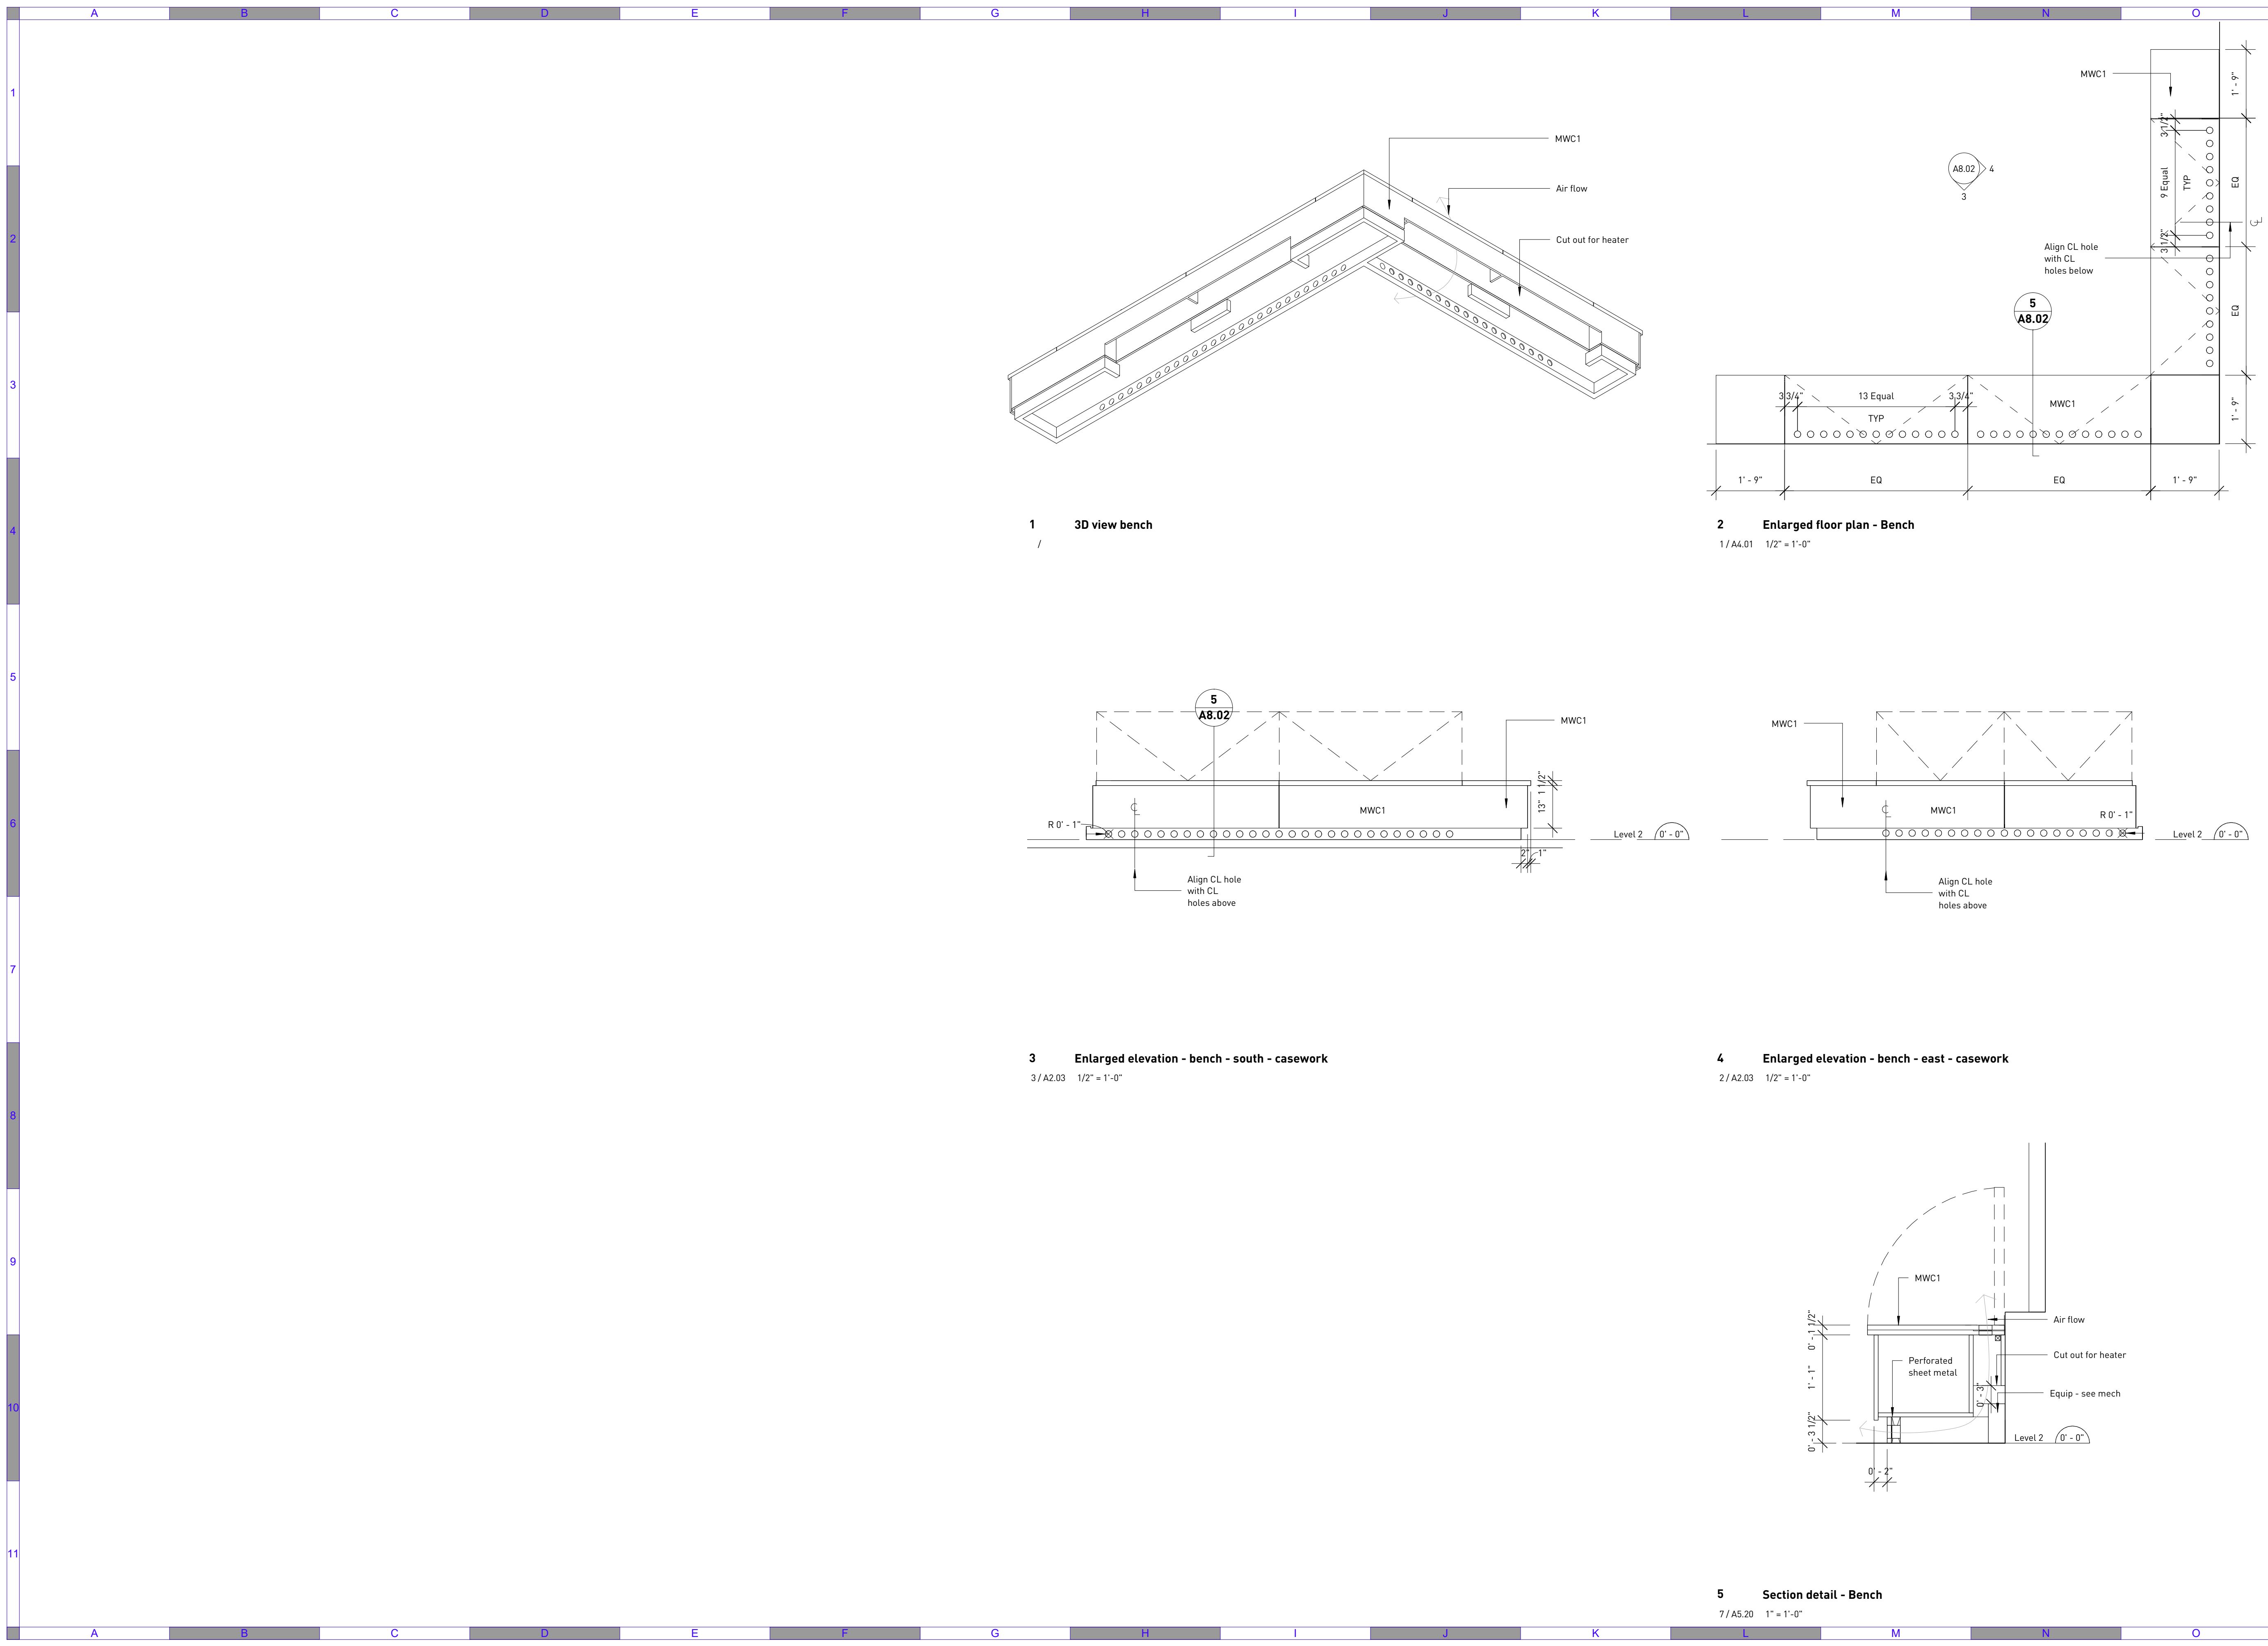 A B C D E F G H I J K L M N O
1
2
3
4
5
6
7
8
9
10
11
MWC1
Air flow
Cut out for heater
1 3D view bench
/
MWC1
1' - 9"
3 1/2"
9 Equal
TYP
3 1/2"
EQ
CL
A8.02 4
3
Align CL hole
with CL
holes below
5
A8.02
EQ
3 3/4" 13 Equal 3 3/4"
TYP
MWC1
1' - 9"
1' - 9" EQ EQ 1' - 9"
2 Enlarged floor plan - Bench
1 / A4.01 1/2" = 1'-0"
5
A8.02
MWC1
1 1/2"
13"
CL
MWC1
R 0' - 1"
Level 2 0' - 0"
2" 1"
Align CL hole
with CL
holes above
3 Enlarged elevation - bench - south - casework
3 / A2.03 1/2" = 1'-0"
MWC1
CL
MWC1
R 0' - 1"
Level 2 0' - 0"
Align CL hole
with CL
holes above
4 Enlarged elevation - bench - east - casework
2 / A2.03 1/2" = 1'-0"
MWC1
0' - 1 1/2"
Air flow
Cut out for heater
Perforated
sheet metal
1' - 1"
0' - 3"
Equip - see mech
0' - 3 1/2"
Level 2 0' - 0"
0' - 2"
5 Section detail - Bench
7 / A5.20 1" = 1'-0"
A B C D E F G H I J K L M N O